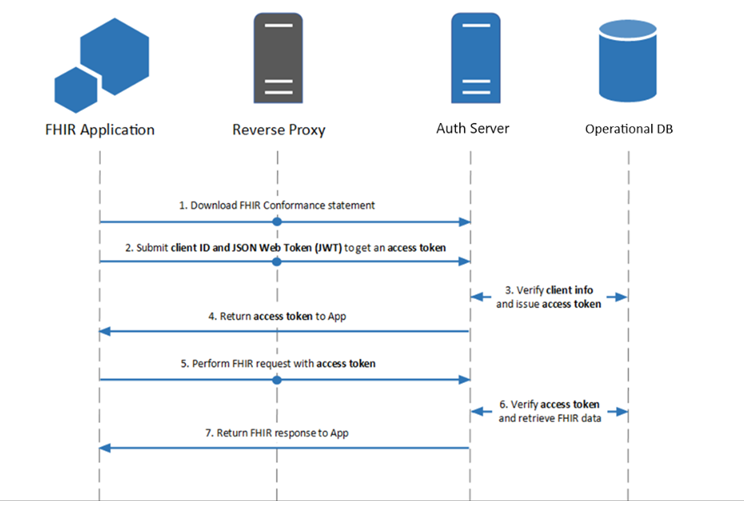 FHIR Application
Reverse Proxy
Auth Server
Operational DB
1. Download FHIR Conformance statement
2. Submit client ID and JSON Web Token (JWT) to get an access token
3. Verify client info
and issue access token
4. Return access token to App
5. Perform FHIR request with access token
6. Verify access token
and retrieve FHIR data
7. Return FHIR response to App